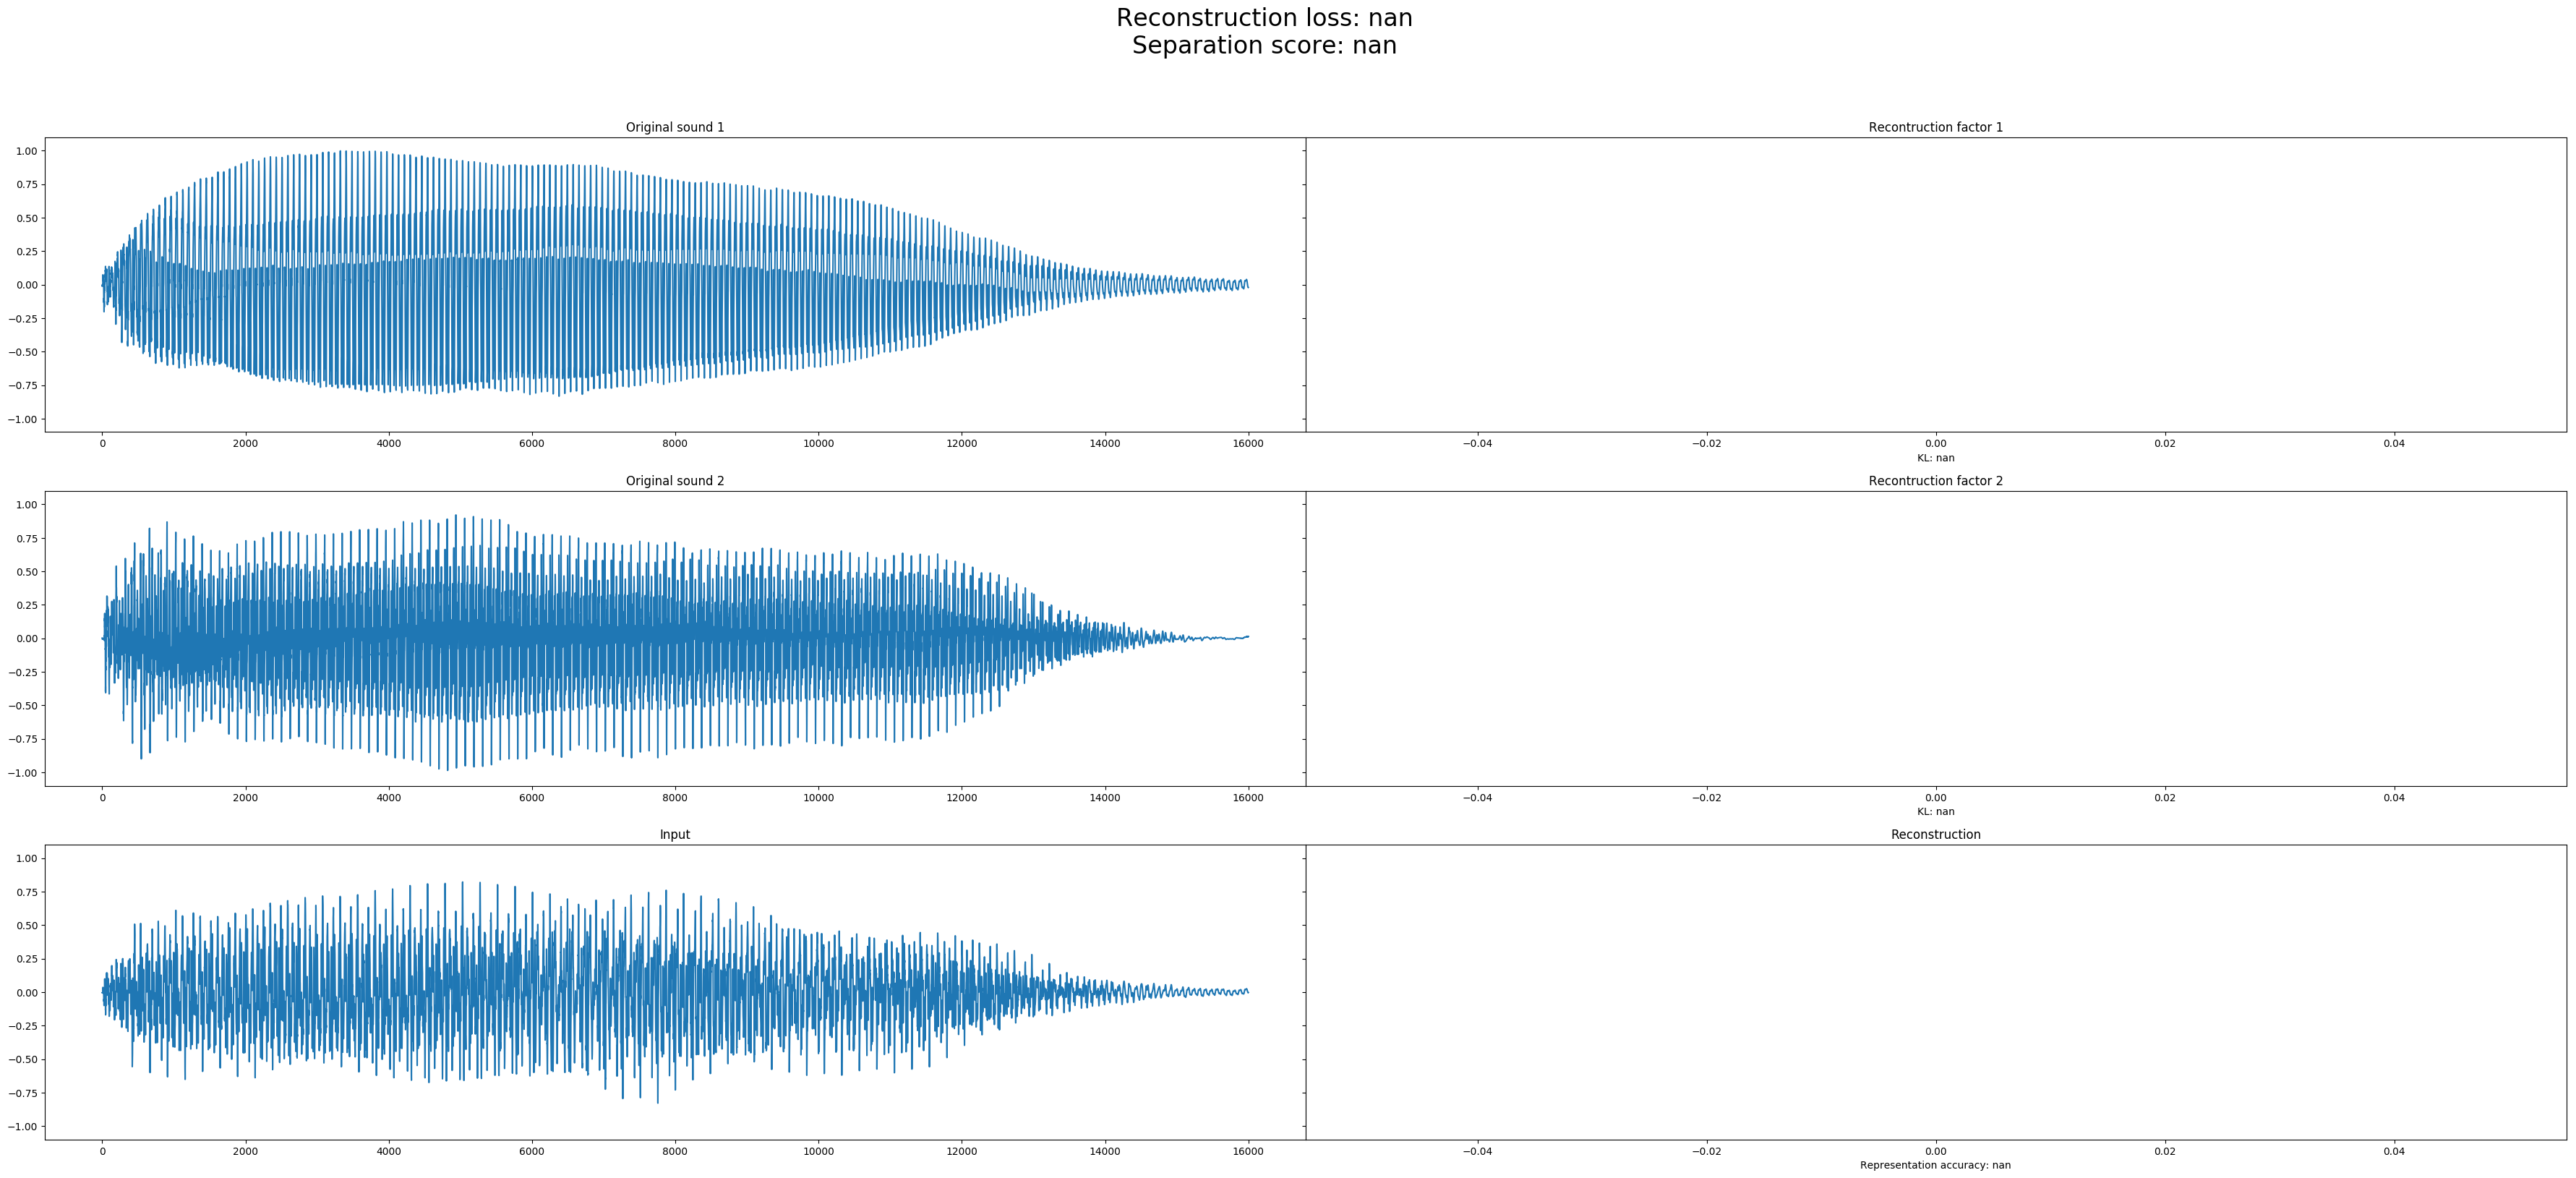 Reconstruction loss: nan
Separation score: nan
Original sound 1
Recontruction factor 1
1.00
0.75
0.50
0.25
0.00
−0.25
−0.50
−0.75
−1.00
0 2000 4000 6000 8000 10000 12000 14000 16000
−0.04 −0.02 0.00 0.02 0.04
KL: nan
Original sound 2
Recontruction factor 2
1.00
0.75
0.50
0.25
0.00
−0.25
−0.50
−0.75
−1.00
0 2000 4000 6000 8000 10000 12000 14000 16000
−0.04 −0.02 0.00 0.02 0.04
KL: nan
Input
Reconstruction
1.00
0.75
0.50
0.25
0.00
−0.25
−0.50
−0.75
−1.00
0 2000 4000 6000 8000 10000 12000 14000 16000
−0.04 −0.02 0.00 0.02 0.04
Representation accuracy: nan